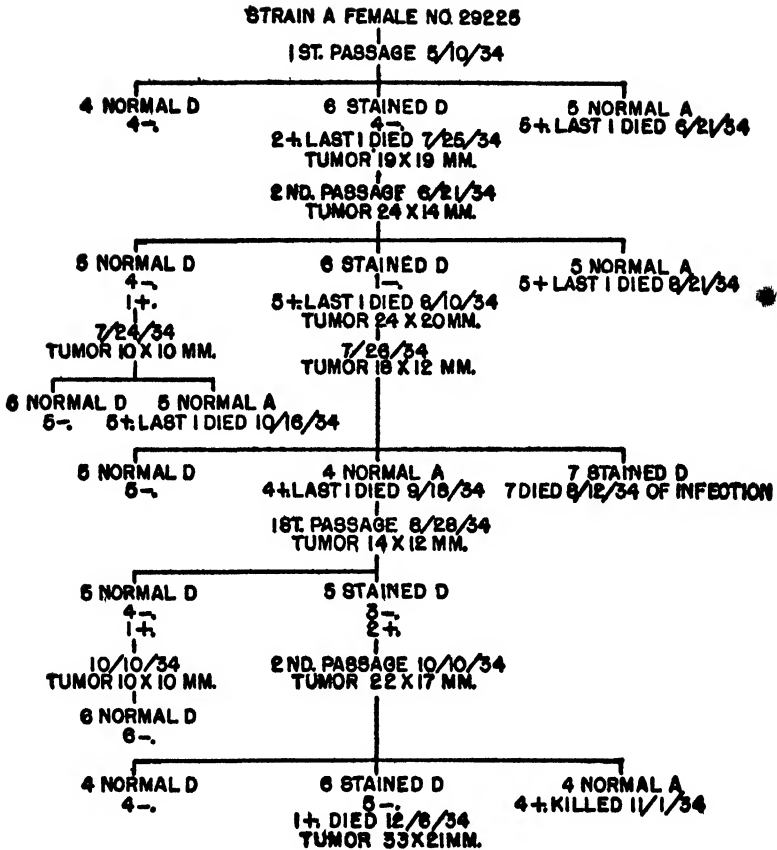 STRAIN A FEMALE NO. 29225
1 ST. PASSAGE 5/10/34
4 NORMAL D
4-.
6 STAINED D
4-.
2+. LAST 1 DIED 7/25/34
TUMOR 19 X 19 MM.
5 NORMAL A
5+. LAST 1 DIED 6/21/34
2 ND. PASSAGE 6/21/34
TUMOR 24 X 14 MM.
5 NORMAL D
4-.
1+.
7/24/34
TUMOR 10 X 10 MM.
6 STAINED D
1-.
5+. LAST 1 DIED 8/10/34
TUMOR 24 X 20 MM.
7/26/34
TUMOR 18 X 12 MM.
5 NORMAL A
5+ LAST 1 DIED 8/21/34
6 NORMAL D
5-.
5 NORMAL A
5+. LAST 1 DIED 10/16/34
5 NORMAL D
5-.
4 NORMAL A
4+. LAST 1 DIED 9/18/34
7 STAINED D
7 DIED 8/12/34 OF INFECTION
1ST. PASSAGE 8/28/34
TUMOR 14 X 12 MM.
5 NORMAL D
4-.
1+.
5 STAINED D
3-.
2+.
10/10/34
TUMOR 10 X 10 MM.
2 ND. PASSAGE 10/10/34
TUMOR 22 X 17 MM.
6 NORMAL D
6-.
4 NORMAL D
4-.
6 STAINED D
5-.
1+. DIED 12/6/34
TUMOR 33 X 21 MM.
4 NORMAL A
4+. KILLED 11/1/34